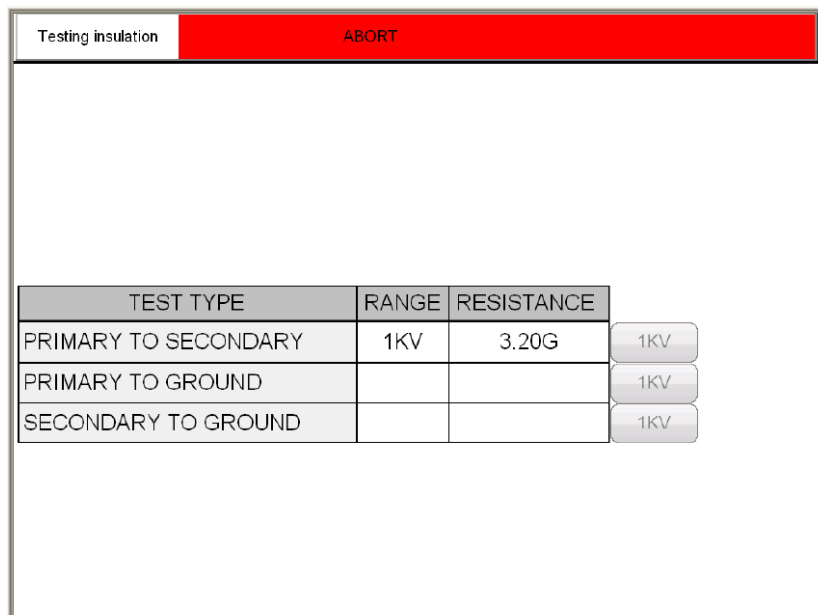 Testing insulation ABORT
TEST TYPE RANGE RESISTANCE
PRIMARY TO SECONDARY 1KV 3.20G 1KV
PRIMARY TO GROUND 1KV
SECONDARY TO GROUND 1KV